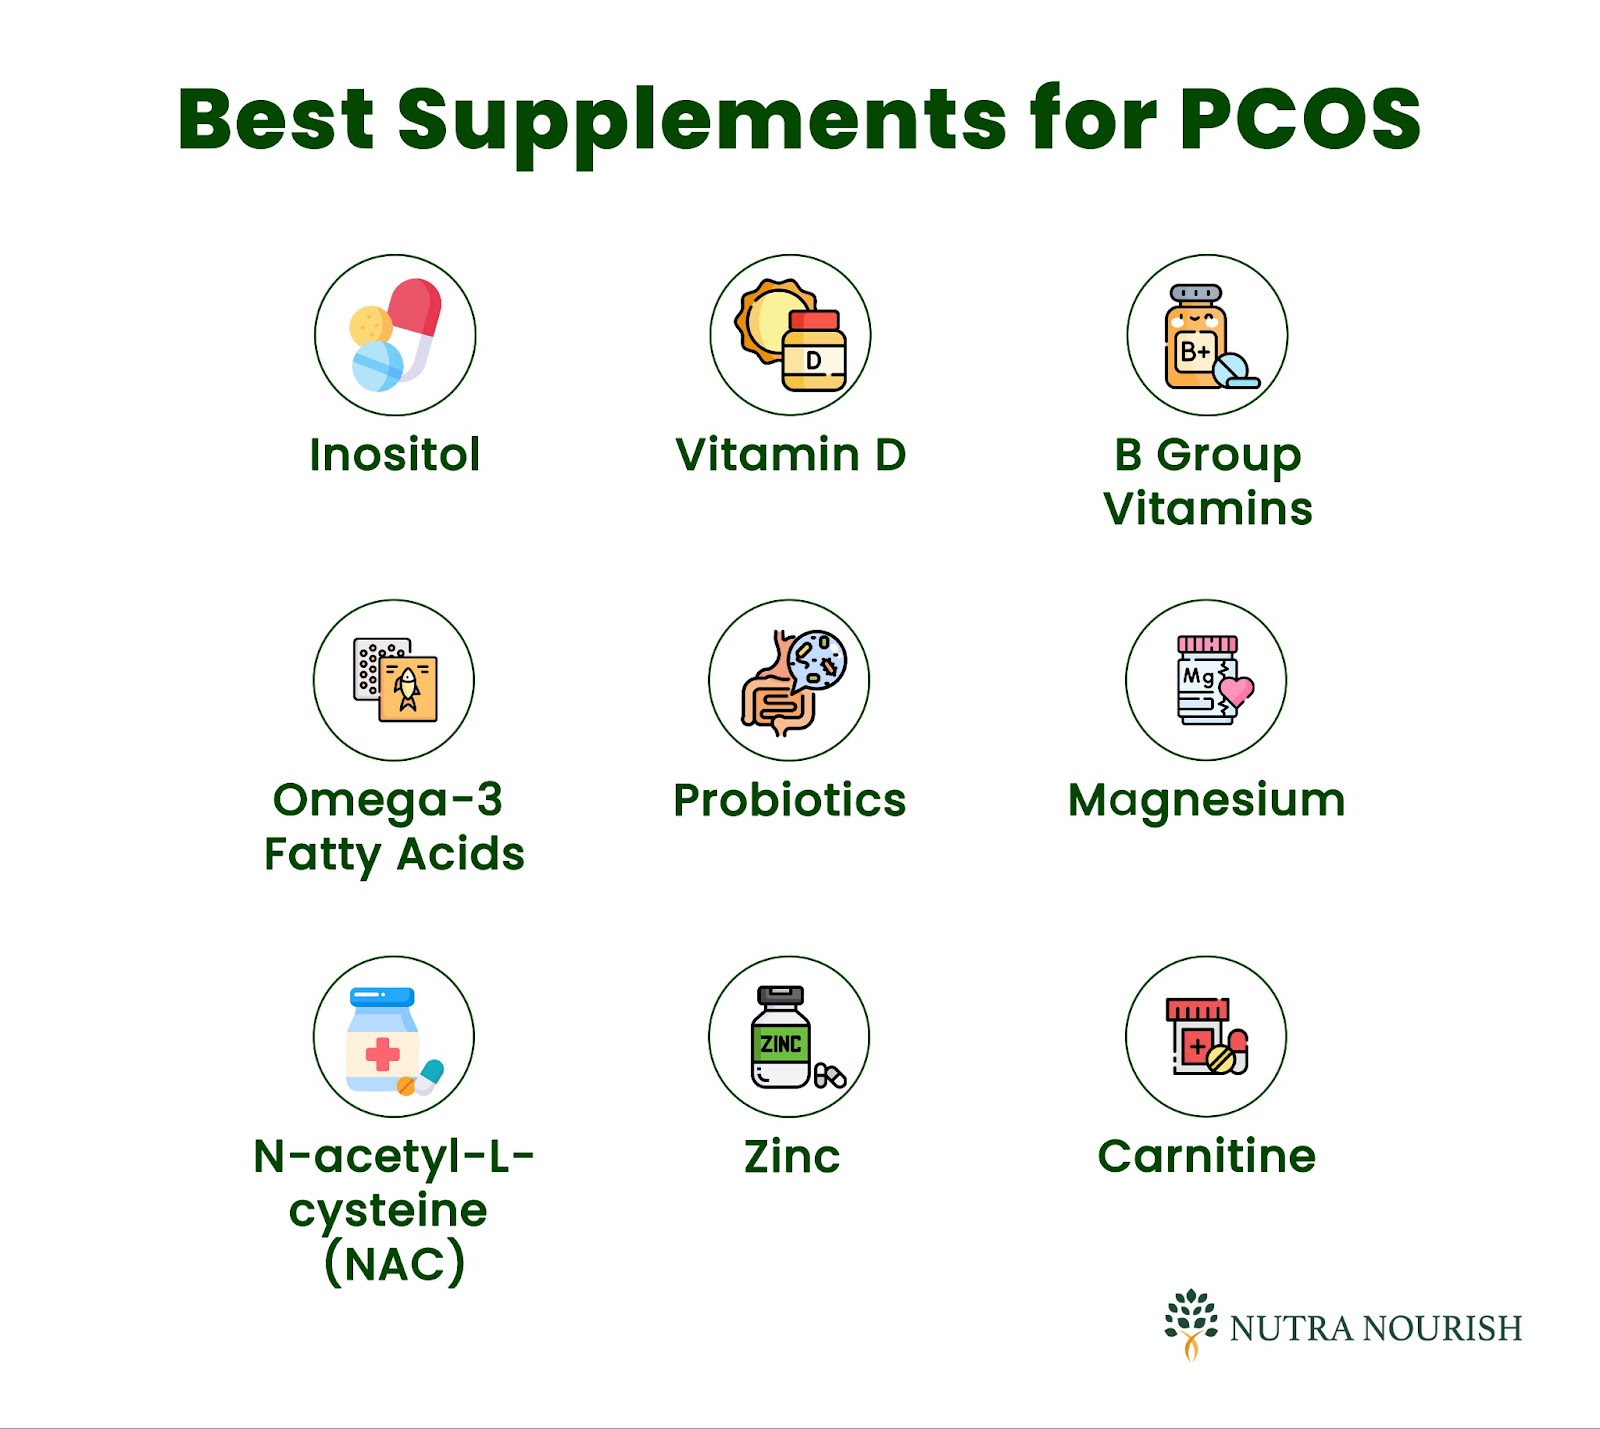 Best Supplements for PCOS
D
B+
Inositol
Vitamin D
B Group
Vitamins
Mg
Omega-3
Fatty Acids
Probiotics
Magnesium
ZINC
N-acetyl-L-
cysteine
(NAC)
Zinc
Carnitine
NUTRA NOURISH